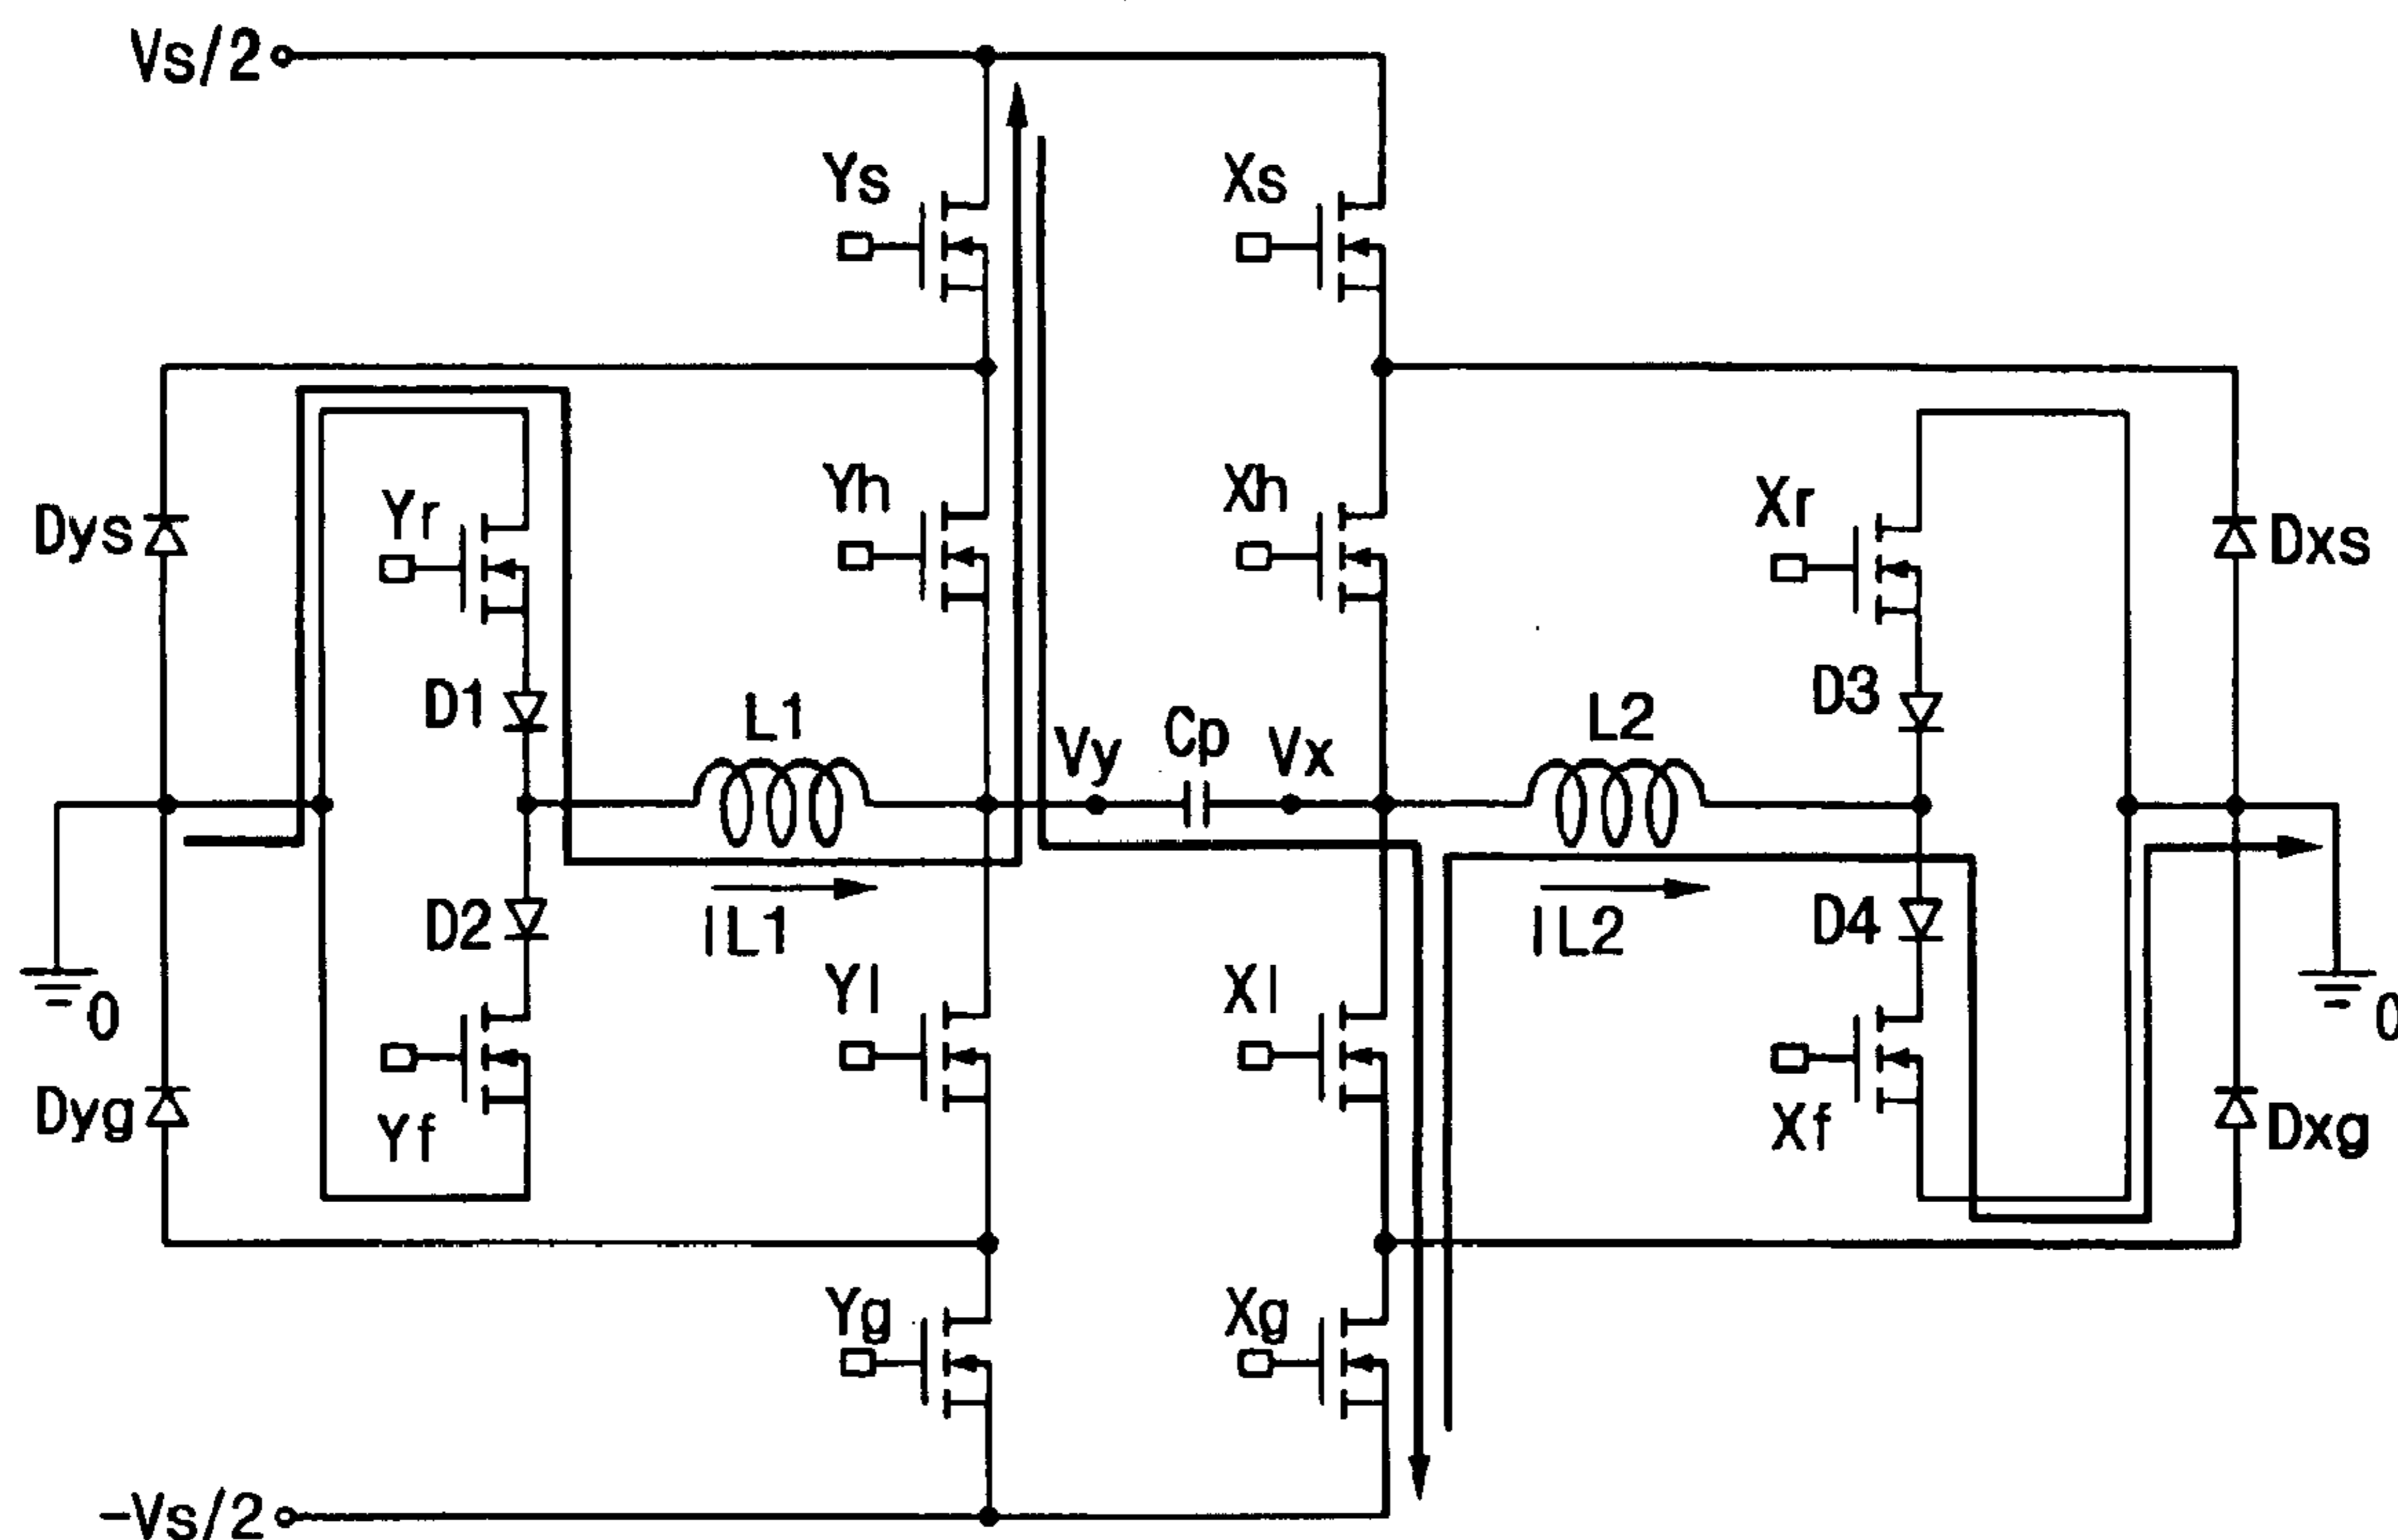 Vs/2
Ys
Xs
Yh
Xh
Dys
Yr
Xr
Dxs
D1
L1
Vy
Cp
Vx
L2
D3
D2
IL1
IL2
D4
Yl
Xl
0
0
Dyg
Yf
Xf
Dxg
Yg
Xg
-Vs/2